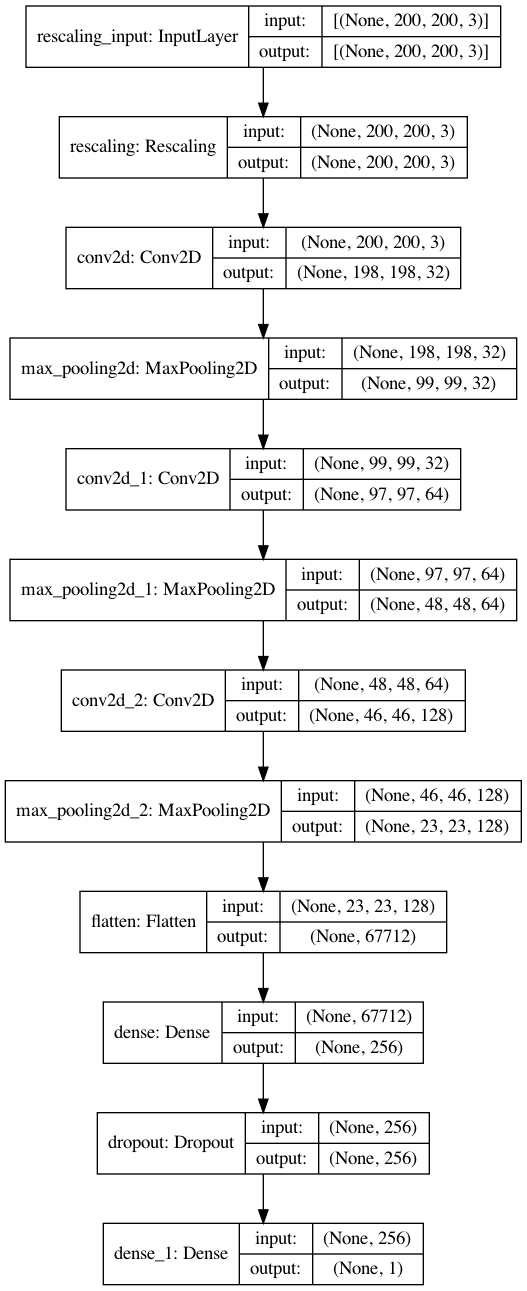 rescaling_input: InputLayer
input:
[(None, 200, 200, 3)]
output:
[(None, 200, 200, 3)]
rescaling: Rescaling
input:
(None, 200, 200, 3)
output:
(None, 200, 200, 3)
conv2d: Conv2D
input:
(None, 200, 200, 3)
output:
(None, 198, 198, 32)
max_pooling2d: MaxPooling2D
input:
(None, 198, 198, 32)
output:
(None, 99, 99, 32)
conv2d_1: Conv2D
input:
(None, 99, 99, 32)
output:
(None, 97, 97, 64)
max_pooling2d_1: MaxPooling2D
input:
(None, 97, 97, 64)
output:
(None, 48, 48, 64)
conv2d_2: Conv2D
input:
(None, 48, 48, 64)
output:
(None, 46, 46, 128)
max_pooling2d_2: MaxPooling2D
input:
(None, 46, 46, 128)
output:
(None, 23, 23, 128)
flatten: Flatten
input:
(None, 23, 23, 128)
output:
(None, 67712)
dense: Dense
input:
(None, 67712)
output:
(None, 256)
dropout: Dropout
input:
(None, 256)
output:
(None, 256)
dense_1: Dense
input:
(None, 256)
output:
(None, 1)